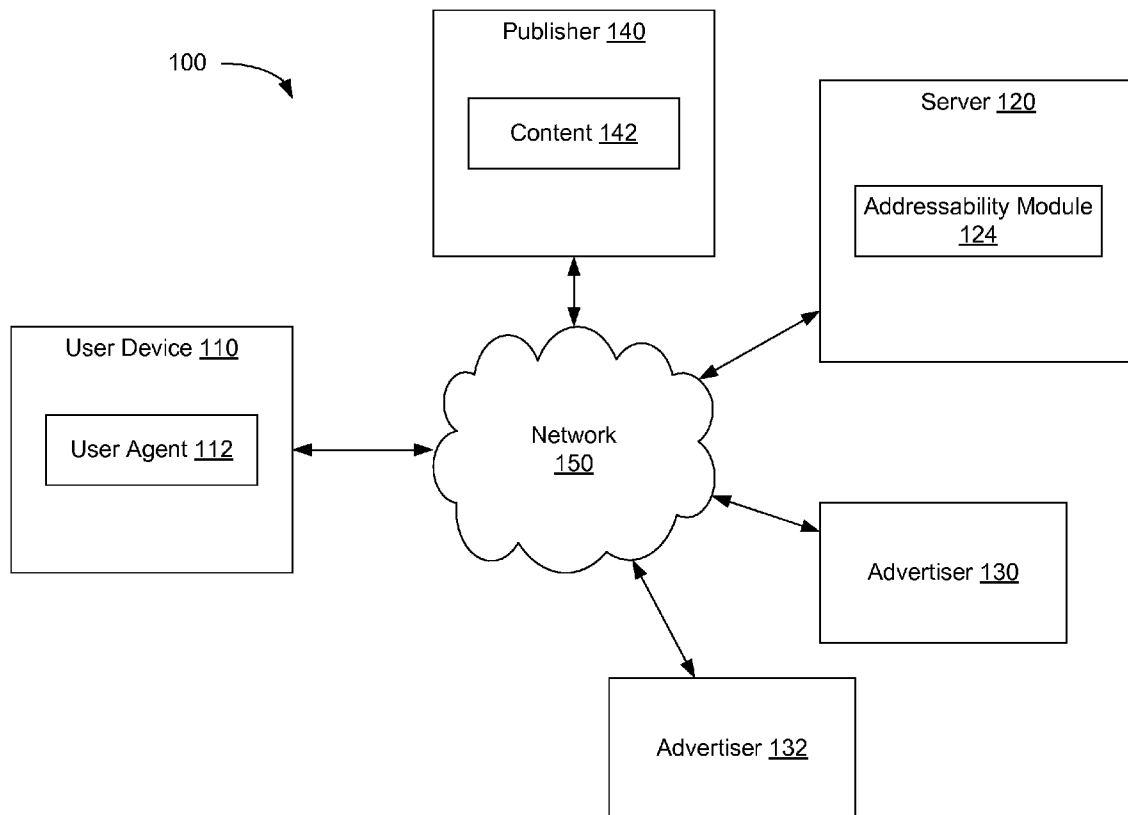 Publisher 140
100
Content 142
Server 120
Addressability Module
124
User Device 110
User Agent 112
Network
150
Advertiser 130
Advertiser 132